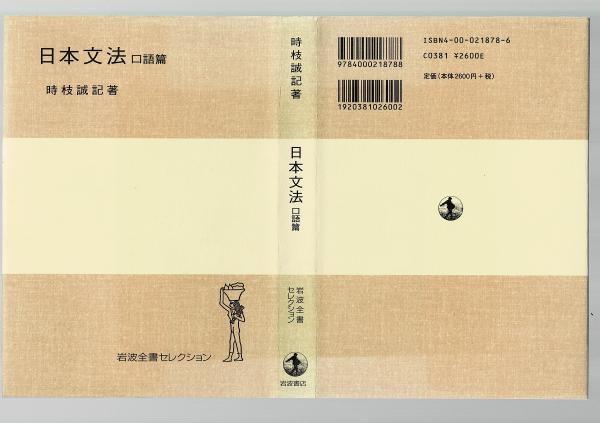 日本文法 口語篇
時枝誠記著
岩波全書セレクション
時枝誠記著
日本文法 口語篇
岩波全書
セレクション
岩波書店
9784000218788
1920381026002
ISBN4-00-021878-6
C0381 ¥2600E
定価(本体2600円+税)